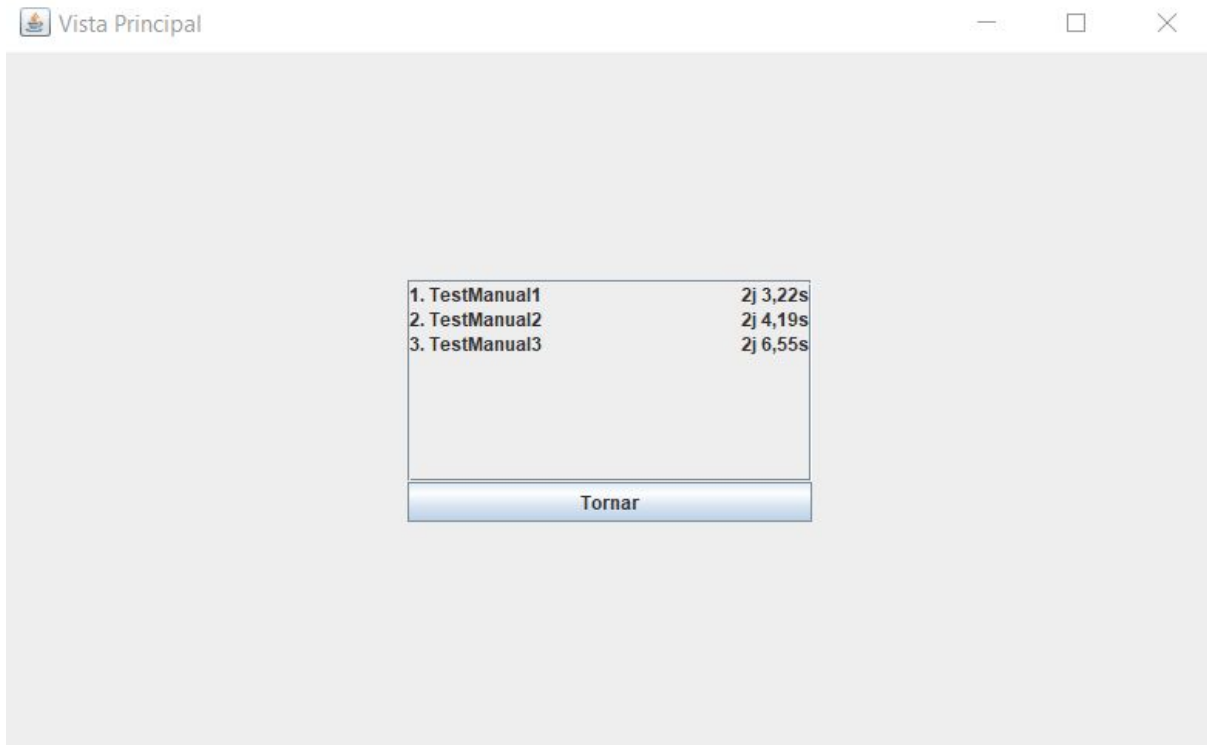 Vista Principal
1. TestManual1 2j 3,22s
2. TestManual2 2j 4,19s
3. TestManual3 2j 6,55s
Tornar